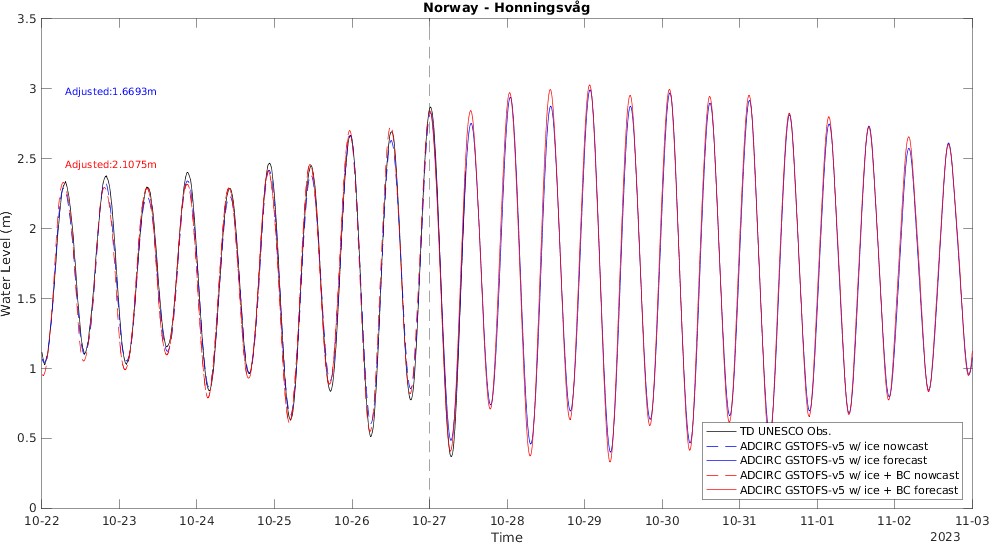 Norway - Honningsvåg
3.5
3
2.5
2
1.5
1
0.5
0
Water Level (m)
Adjusted:1.6693m
Adjusted:2.1075m
TD UNESCO Obs.
ADCIRC GSTOFS-v5 w/ ice nowcast
ADCIRC GSTOFS-v5 w/ ice forecast
ADCIRC GSTOFS-v5 w/ ice + BC nowcast
ADCIRC GSTOFS-v5 w/ ice + BC forecast
10-22 10-23 10-24 10-25 10-26 10-27 10-28 10-29 10-30 10-31 11-01 11-02 11-03
Time
2023